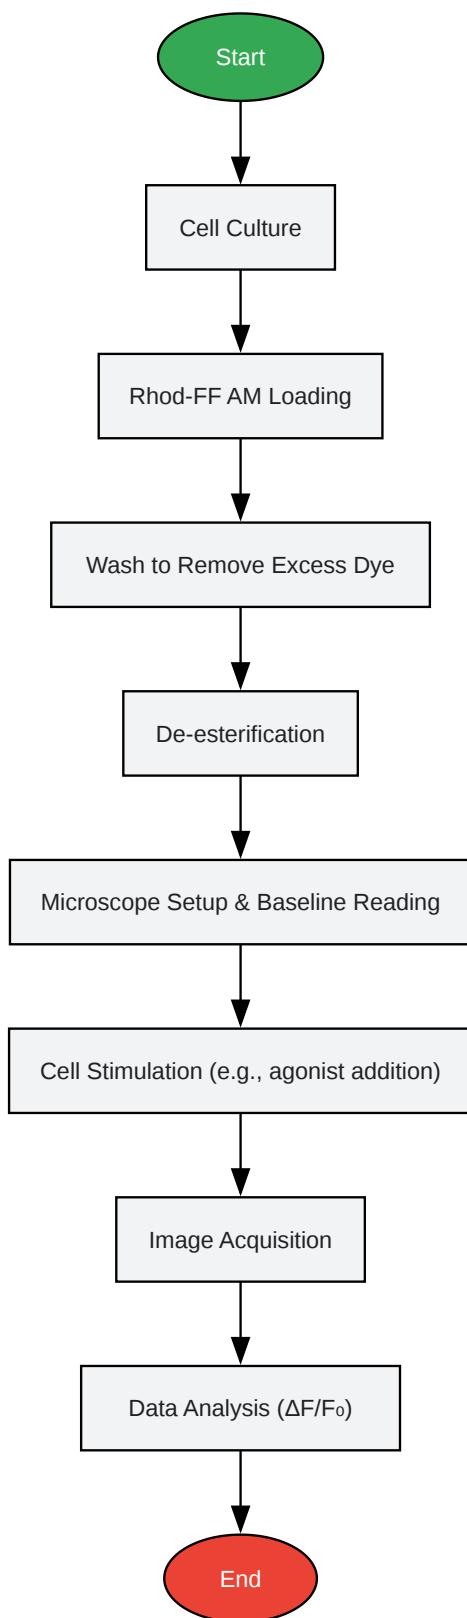 Start
Cell Culture
Rhod-FF AM Loading
Wash to Remove Excess Dye
De-esterification
Microscope Setup & Baseline Reading
Cell Stimulation (e.g., agonist addition)
Image Acquisition
Data Analysis (ΔF/F₀)
End